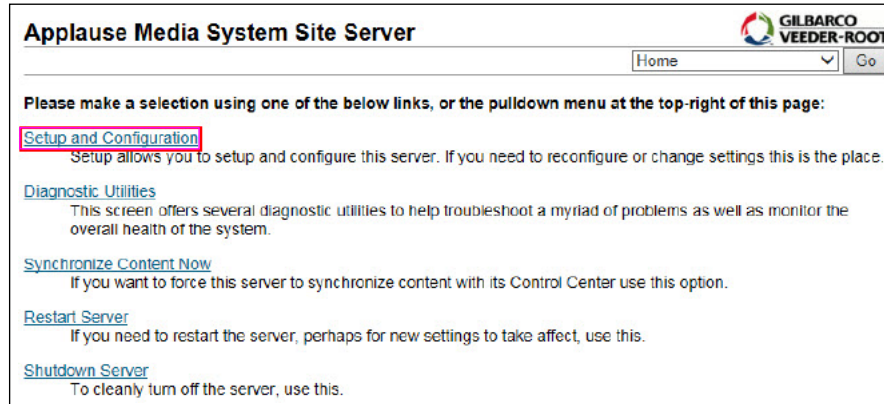 Applause Media System Site Server
GILBARCO
VEEDER-ROOT
Home
Go
Please make a selection using one of the below links, or the pulldown menu at the top-right of this page:
Setup and Configuration
Setup allows you to setup and configure this server. If you need to reconfigure or change settings this is the place.
Diagnostic Utilities
This screen offers several diagnostic utilities to help troubleshoot a myriad of problems as well as monitor the
overall health of the system.
Synchronize Content Now
If you want to force this server to synchronize content with its Control Center use this option.
Restart Server
If you need to restart the server, perhaps for new settings to take affect, use this.
Shutdown Server
To cleanly turn off the server, use this.